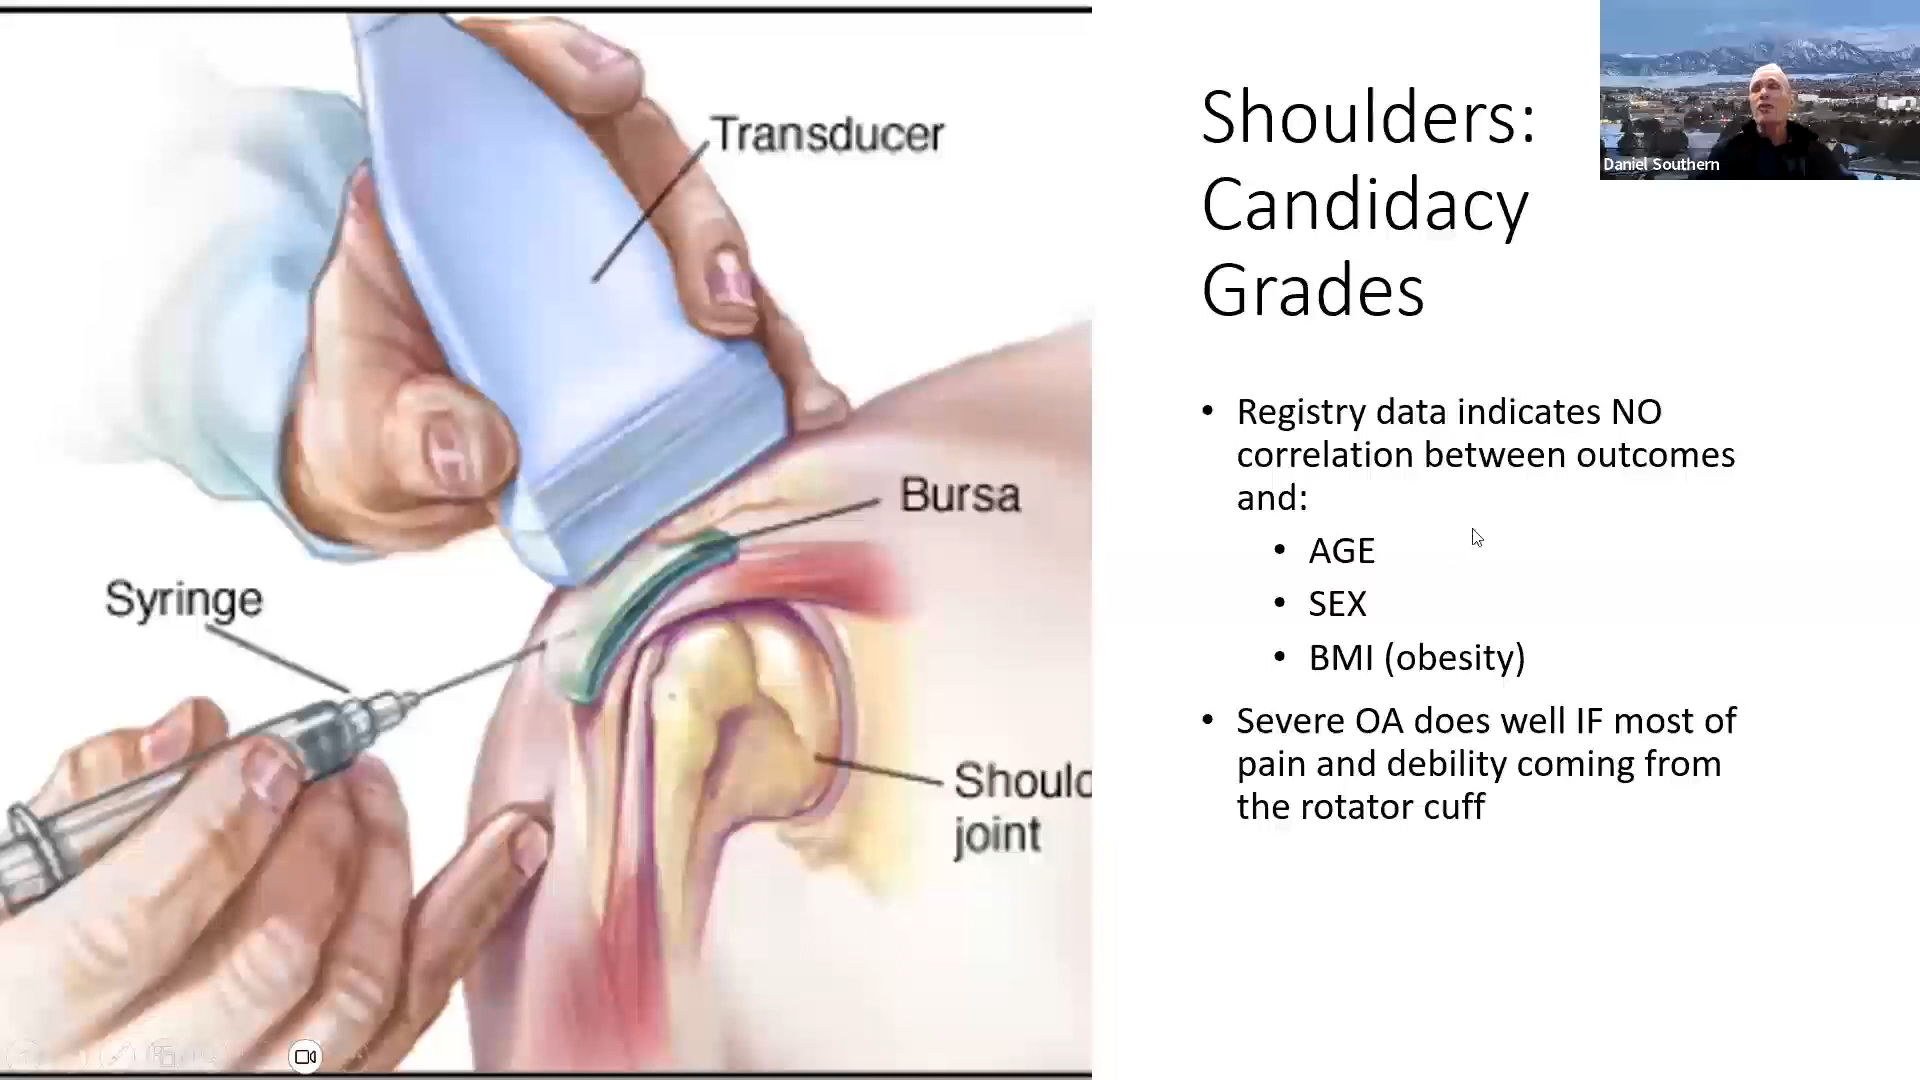 Transducer
Bursa
Syringe
Should
joint
Shoulders:
Candidacy
Grades
Daniel Southern
• Registry data indicates NO
correlation between outcomes
and:
• AGE
• SEX
• BMI (obesity)
• Severe OA does well IF most of
pain and debility coming from
the rotator cuff